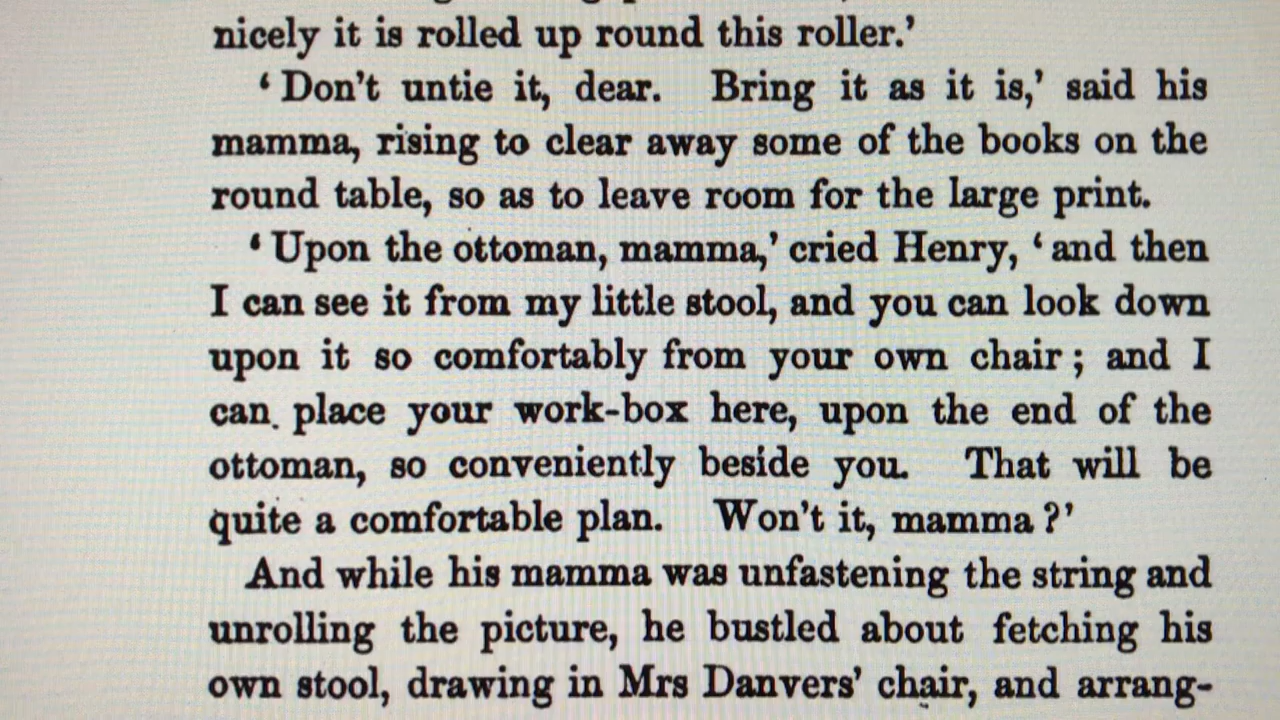 nicely it is rolled up round this roller.’
‘ Don’t untie it, dear. Bring it as it is,’ said his
mamma, rising to clear away some of the books on the
round table, so as to leave room for the large print.
‘ Upon the ottoman, mamma,’ cried Henry, ‘ and then
I can see it from my little stool, and you can look down
upon it so comfortably from your own chair ; and I
can place your work-box here, upon the end of the
ottoman, so conveniently beside you. That will be
quite a comfortable plan. Won’t it, mamma ?’
And while his mamma was unfastening the string and
unrolling the picture, he bustled about fetching his
own stool, drawing in Mrs Danvers’ chair, and arrang-